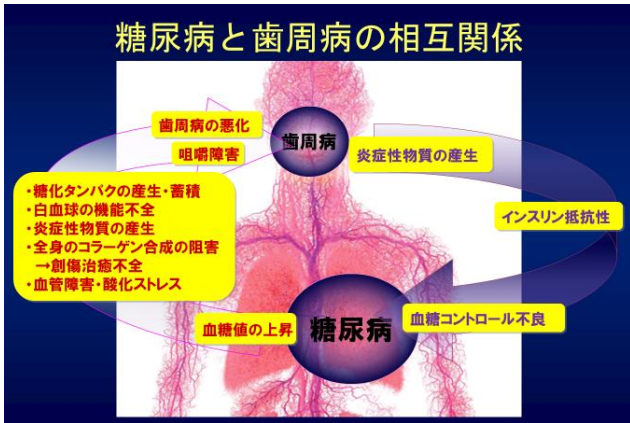 糖尿病と歯周病の相互関係
歯周病の悪化
歯周病
咀嚼障害
炎症性物質の産生
・糖化タンパクの産生・蓄積
・白血球の機能不全
・炎症性物質の産生
・全身のコラーゲン合成の阻害
→創傷治癒不全
・血管障害・酸化ストレス
インスリン抵抗性
血糖値の上昇
糖尿病
血糖コントロール不良